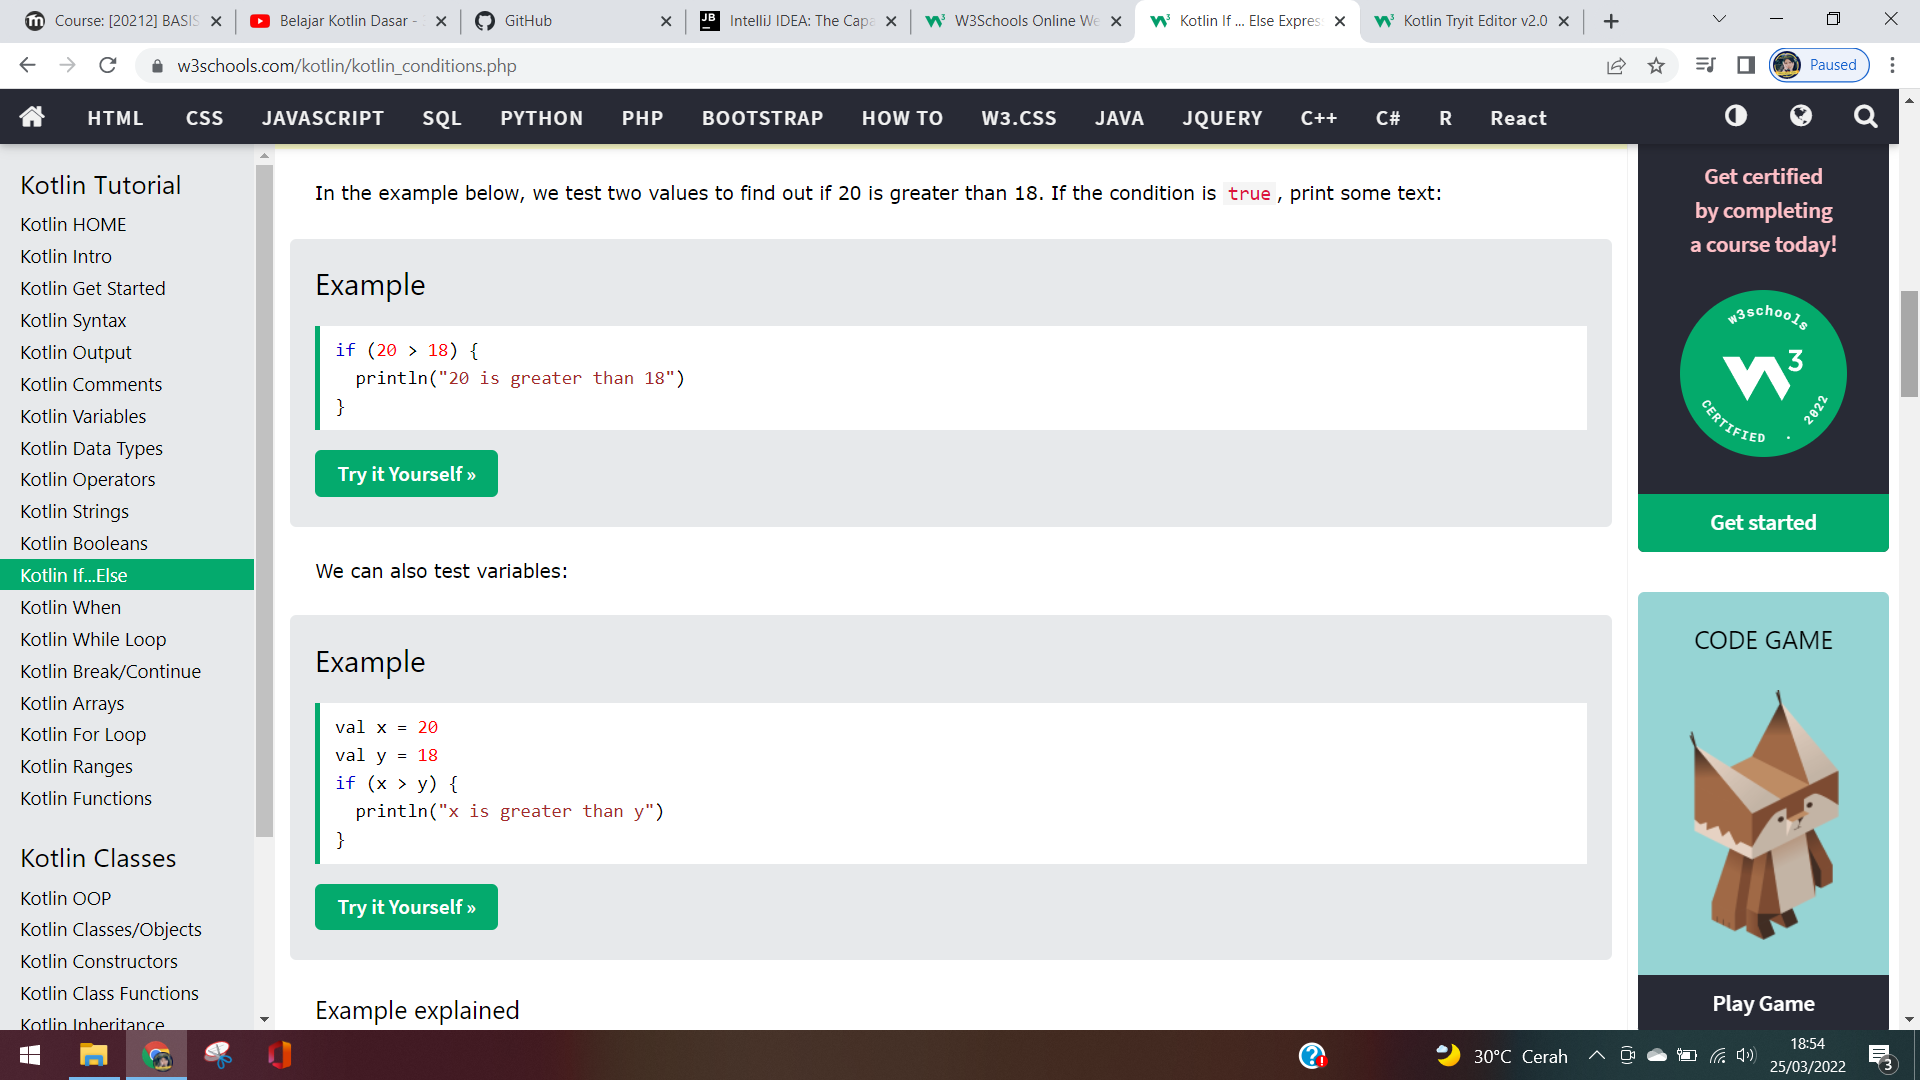 Course: [20212] BASIS
Belajar Kotlin Dasar -
GitHub
IntelliJ IDEA: The Capa
W3Schools Online We
Kotlin If ... Else Expres
Kotlin Tryit Editor v2.0
w3schools.com/kotlin/kotlin_conditions.php
Paused
HTML CSS JAVASCRIPT SQL PYTHON PHP BOOTSTRAP HOW TO W3.CSS JAVA JQUERY C++ C# R React
Kotlin Tutorial
Kotlin HOME
Kotlin Intro
Kotlin Get Started
Kotlin Syntax
Kotlin Output
Kotlin Comments
Kotlin Variables
Kotlin Data Types
Kotlin Operators
Kotlin Strings
Kotlin Booleans
Kotlin If...Else
Kotlin When
Kotlin While Loop
Kotlin Break/Continue
Kotlin Arrays
Kotlin For Loop
Kotlin Ranges
Kotlin Functions
Kotlin Classes
Kotlin OOP
Kotlin Classes/Objects
Kotlin Constructors
Kotlin Class Functions
Kotlin Inheritance
In the example below, we test two values to find out if 20 is greater than 18. If the condition is true, print some text:
Example
if (20 > 18) {
  println("20 is greater than 18")
}
Try it Yourself »
We can also test variables:
Example
val x = 20
val y = 18
if (x > y) {
  println("x is greater than y")
}
Try it Yourself »
Example explained
Get certified
by completing
a course today!
w3schools
W3
CERTIFIED . 2022
Get started
CODE GAME
Play Game
JB
30°C Cerah
18:54
25/03/2022
3